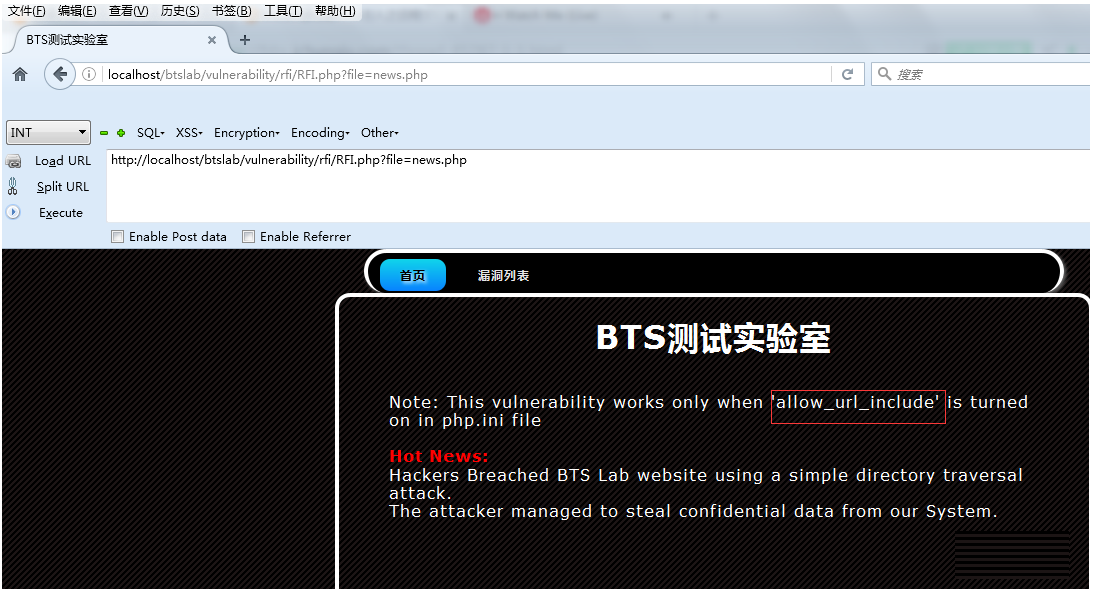 文件(F) 编辑(E) 查看(V) 历史(S) 书签(B) 工具(T) 帮助(H)
BTS测试实验室
localhost/btslab/vulnerability/rfi/RFI.php?file=news.php
搜索
INT SQL XSS Encryption Encoding Other
Load URL
http://localhost/btslab/vulnerability/rfi/RFI.php?file=news.php
Split URL
Execute
Enable Post data Enable Referrer
首页 漏洞列表
BTS测试实验室
Note: This vulnerability works only when 'allow_url_include' is turned
on in php.ini file
Hot News:
Hackers Breached BTS Lab website using a simple directory traversal
attack.
The attacker managed to steal confidential data from our System.